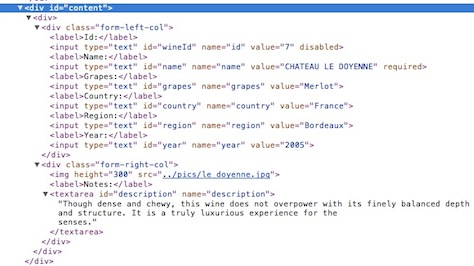 <div id="content">
<div>
<div class="form-left-col">
<label>Id:</label>
<input type="text" id="wineId" name="id" value="7" disabled>
<label>Name:</label>
<input type="text" id="name" name="name" value="CHATEAU LE DOYENNE" required>
<label>Grapes:</label>
<input type="text" id="grapes" name="grapes" value="Merlot">
<label>Country:</label>
<input type="text" id="country" name="country" value="France">
<label>Region:</label>
<input type="text" id="region" name="region" value="Bordeaux">
<label>Year:</label>
<input type="text" id="year" name="year" value="2005">
</div>
<div class="form-right-col">
<img height="300" src="../pics/le_doyenne.jpg">
<label>Notes:</label>
<textarea id="description" name="description">
"Though dense and chewy, this wine does not overpower with its finely balanced depth
and structure. It is a truly luxurious experience for the
senses."
</textarea>
</div>
</div>
</div>